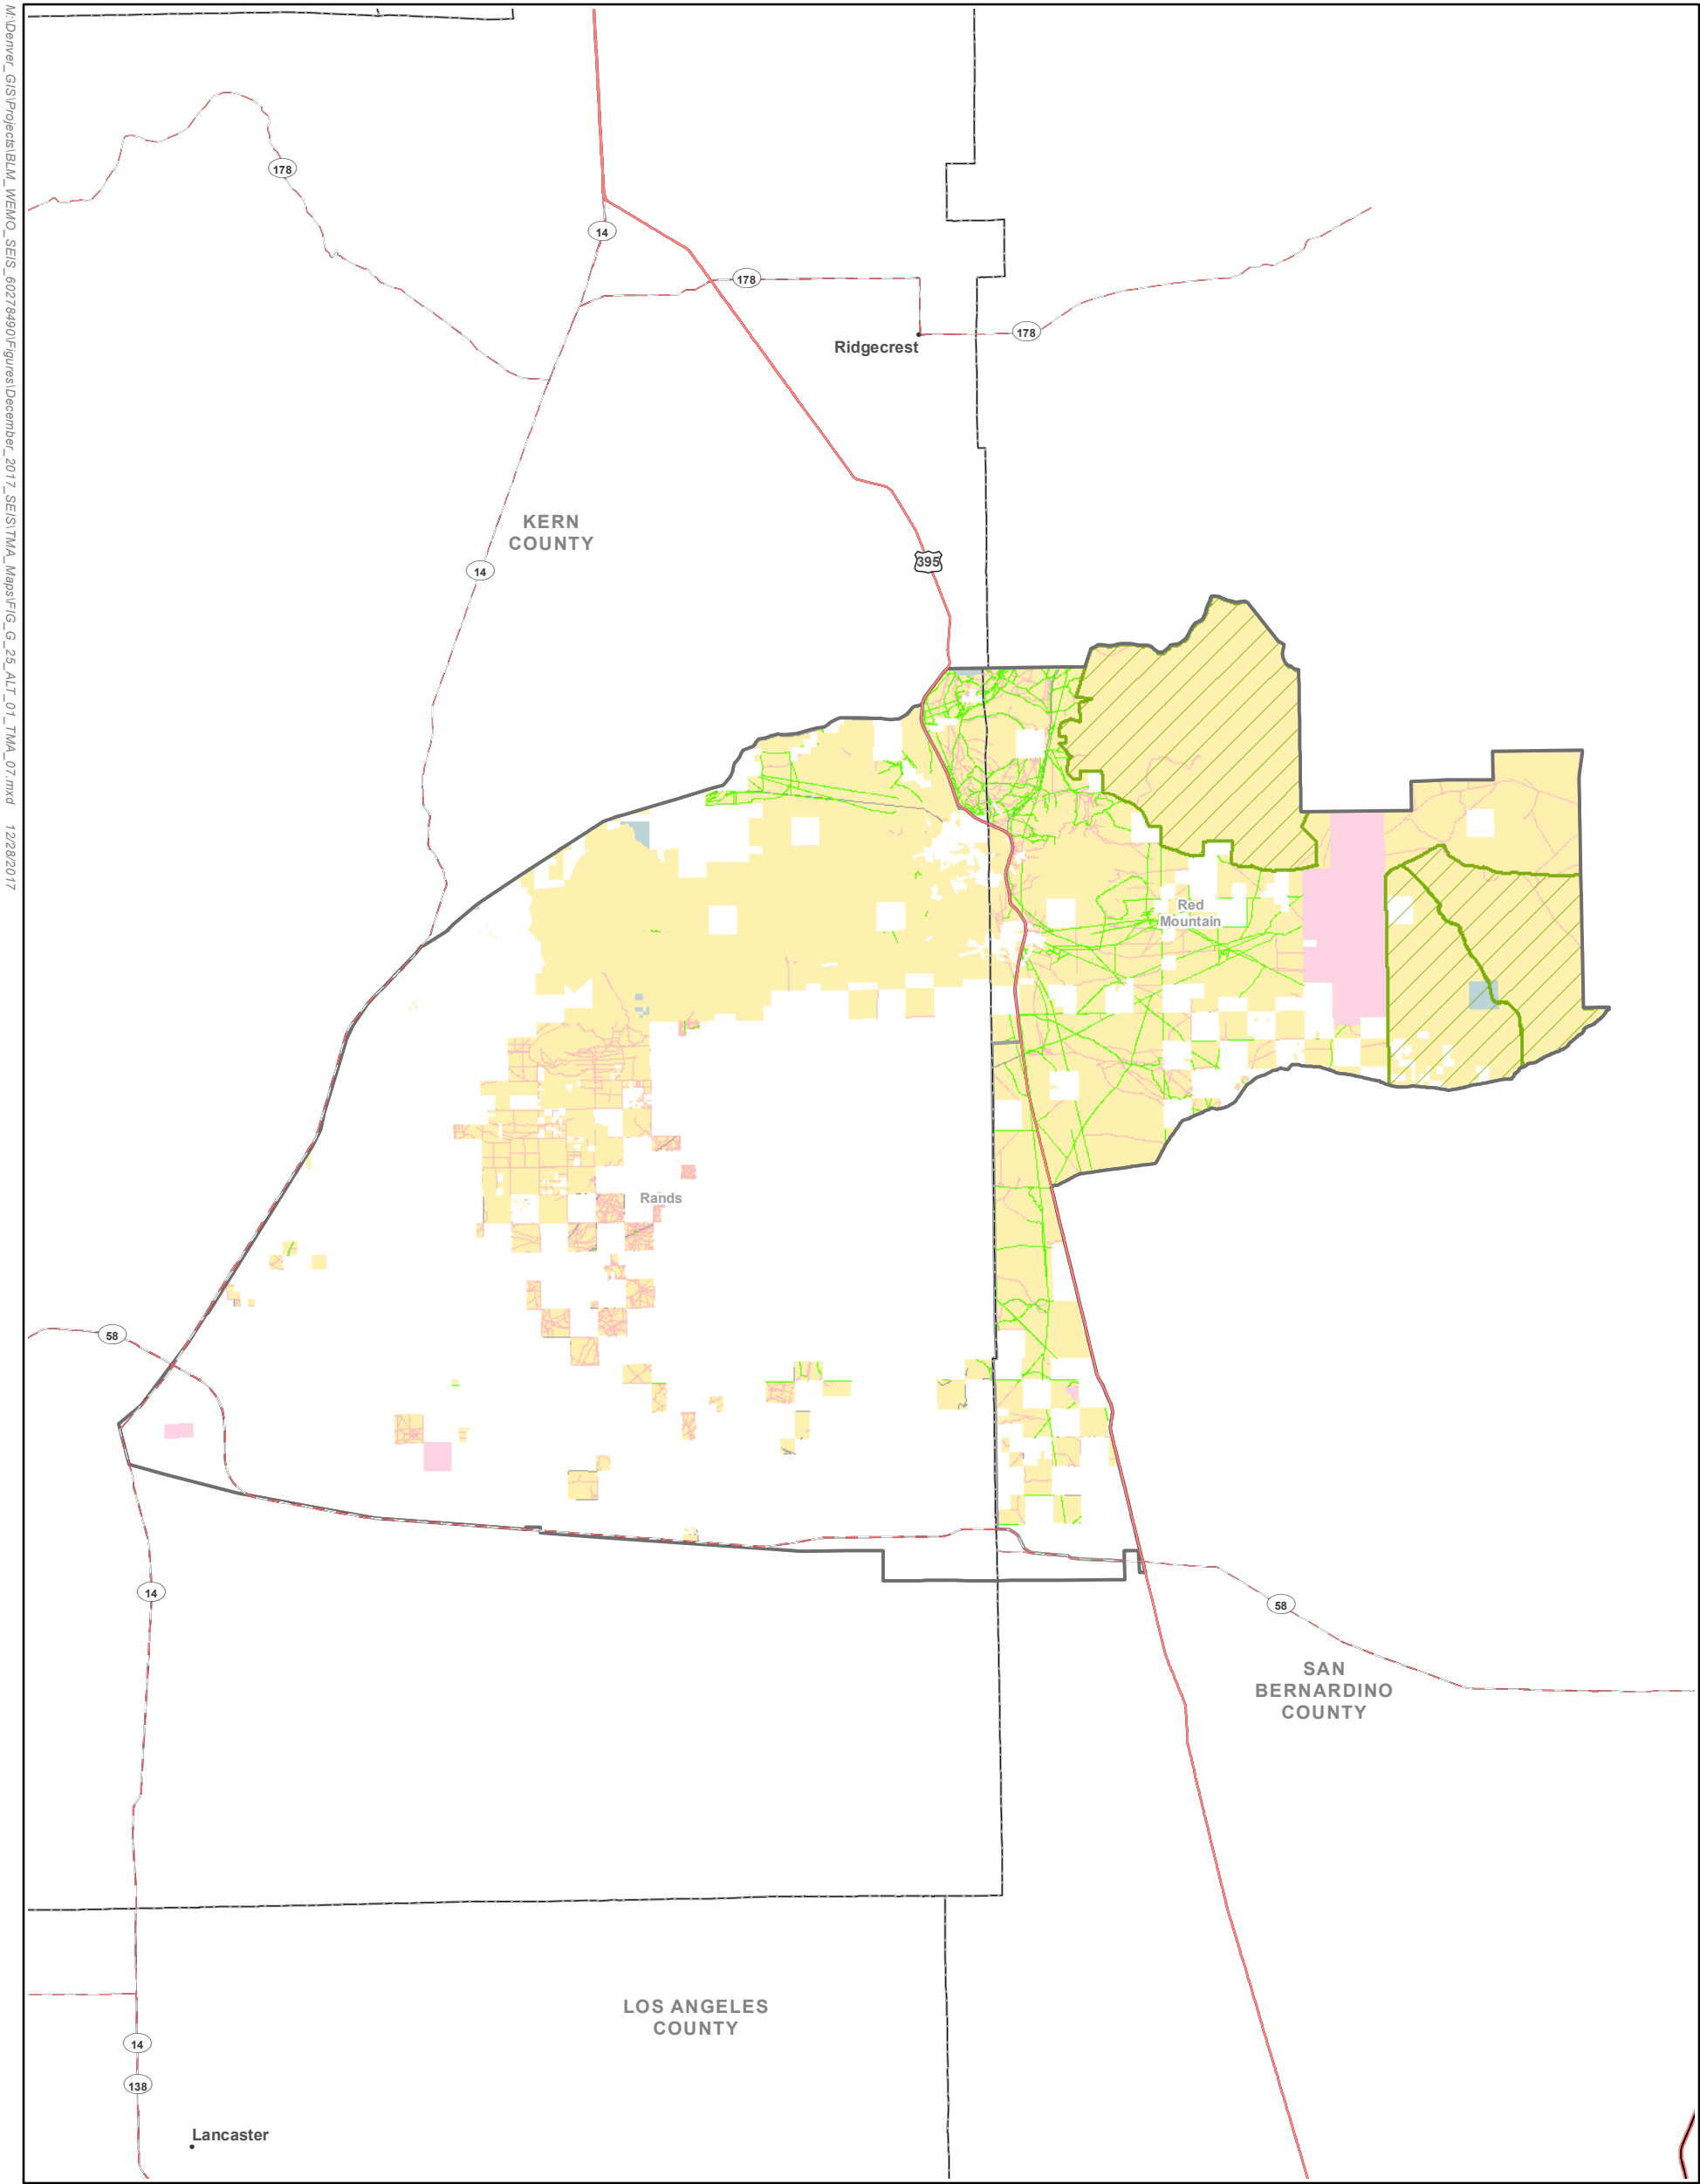 M:\Denver_GIS\Projects\BLM_WEMO_SEIS_60278490\Figures\December_2017_SEIS\TMA_Maps\FIG_G_25_ALT_01_TMA_07.mxd 12/28/2017
178
14
178
178
Ridgecrest
KERN
COUNTY
395
14
Red
Mountain
Rands
58
14
58
SAN
BERNARDINO
COUNTY
LOS ANGELES
COUNTY
14
138
Lancaster